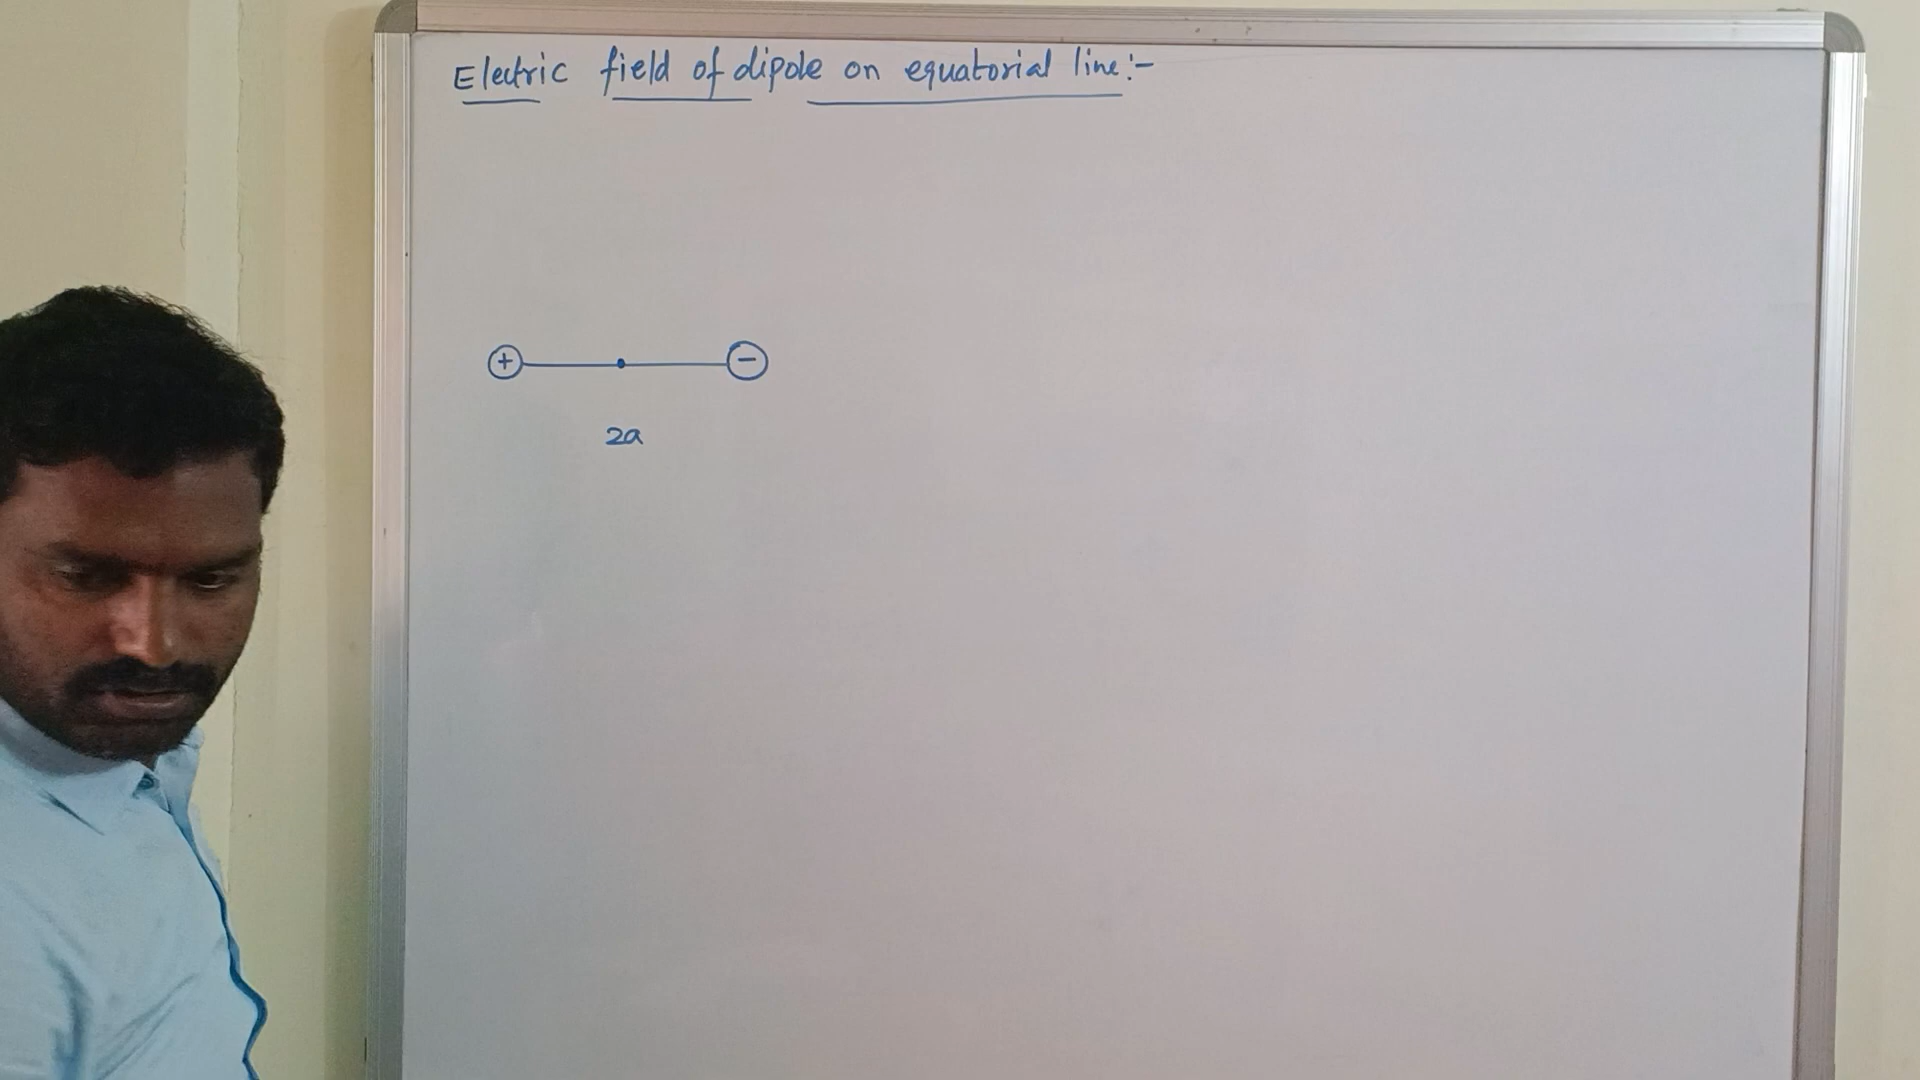 Electric field of dipole on equatorial line:-
+ -
2a